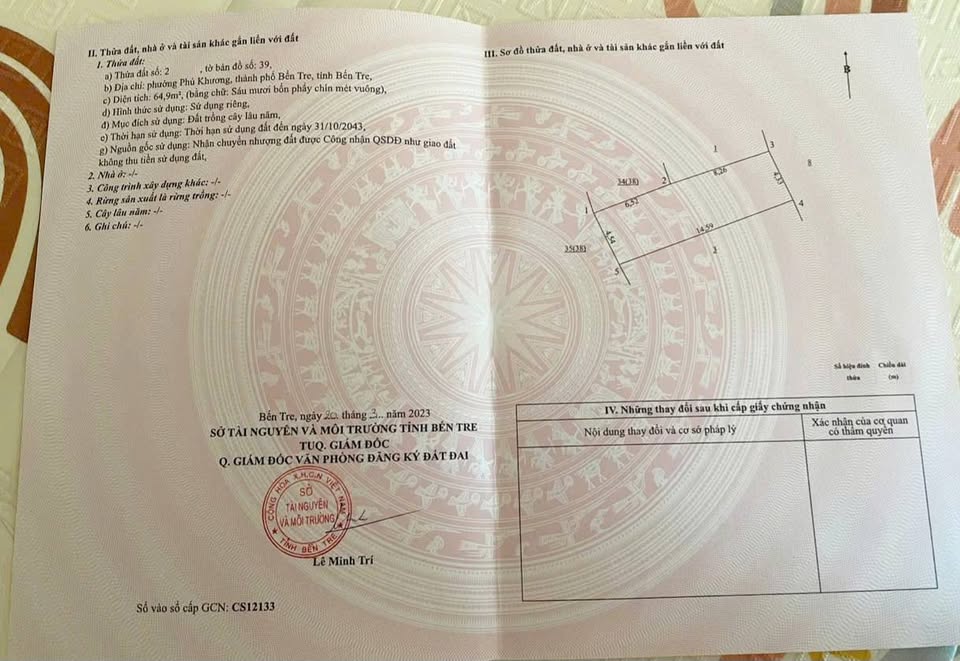 II. Thửa đất, nhà ở và tài sản khác gắn liền với đất
1. Thửa đất:
a) Thửa đất số: 2 , tờ bản đồ số: 39,
b) Địa chỉ: phường Phú Khương, thành phố Bến Tre, tỉnh Bến Tre,
c) Diện tích: 64,9m², (bằng chữ: Sáu mươi bốn phẩy chín mét vuông),
d) Hình thức sử dụng: Sử dụng riêng,
đ) Mục đích sử dụng: Đất trồng cây lâu năm,
e) Thời hạn sử dụng: Thời hạn sử dụng đất đến ngày 31/10/2043,
g) Nguồn gốc sử dụng: Nhận chuyển nhượng đất được Công nhận QSDĐ như giao đất
không thu tiền sử dụng đất,
2. Nhà ở: -/-
3. Công trình xây dựng khác: -/-
4. Rừng sản xuất là rừng trồng: -/-
5. Cây lâu năm: -/-
6. Ghi chú: -/-
Bến Tre, ngày 20 tháng 3 năm 2023
SỞ TÀI NGUYÊN VÀ MÔI TRƯỜNG TỈNH BẾN TRE
TUQ. GIÁM ĐỐC
Q. GIÁM ĐỐC VĂN PHÒNG ĐĂNG KÝ ĐẤT ĐAI
CỘNG HÒA X.H.C.N VIỆT NAM
SỞ
TÀI NGUYÊN
VÀ MÔI TRƯỜNG
★ TỈNH BẾN TRE ★
Lê Minh Trí
Số vào sổ cấp GCN: CS12133
III. Sơ đồ thửa đất, nhà ở và tài sản khác gắn liền với đất
B
1
3
8
34(38)
2
8,26
4,33
1
6,52
4
4,54
14,59
35(38)
3
5
Số hiệu đỉnh thửa
Chiều dài (m)
IV. Những thay đổi sau khi cấp giấy chứng nhận
Nội dung thay đổi và cơ sở pháp lý
Xác nhận của cơ quan
có thẩm quyền